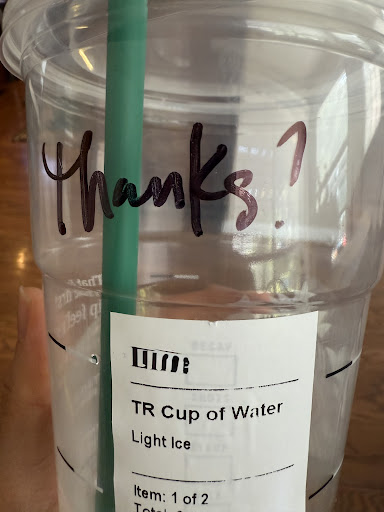 thanks!
TR Cup of Water
Light Ice
Item: 1 of 2